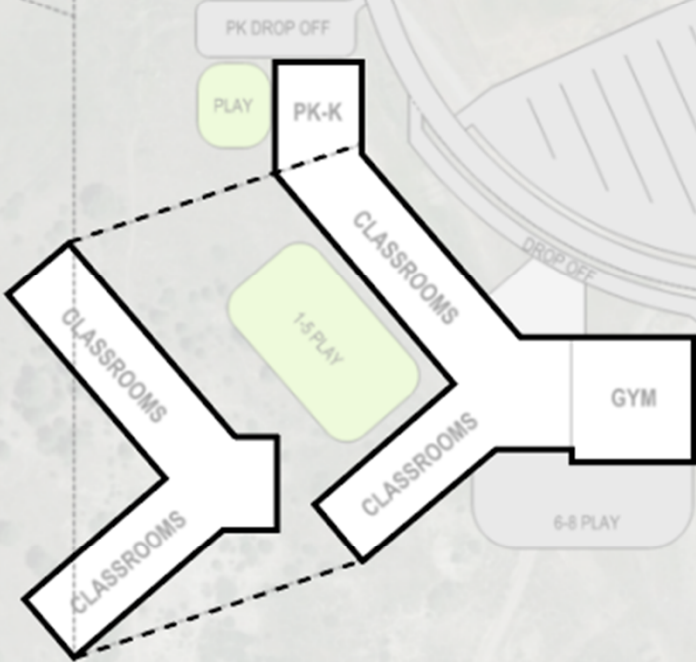 PK DROP OFF
PLAY
PK-K
CLASSROOMS
DROP OFF
1-5 PLAY
CLASSROOMS
GYM
CLASSROOMS
6-8 PLAY
CLASSROOMS